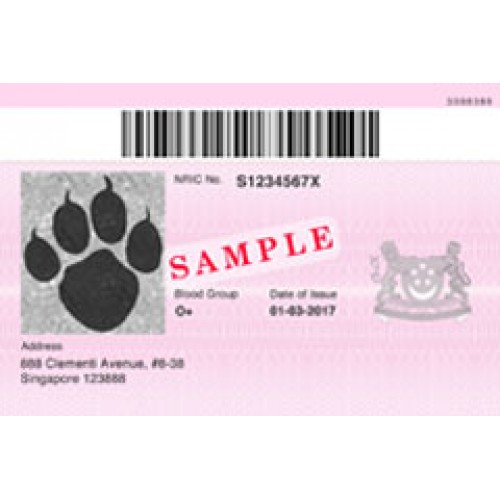 NRIC No. S1234567X
SAMPLE
Blood Group Date of Issue
O+ 01-03-2017
Address
888 Clementi Avenue, #8-38
Singapore 123888